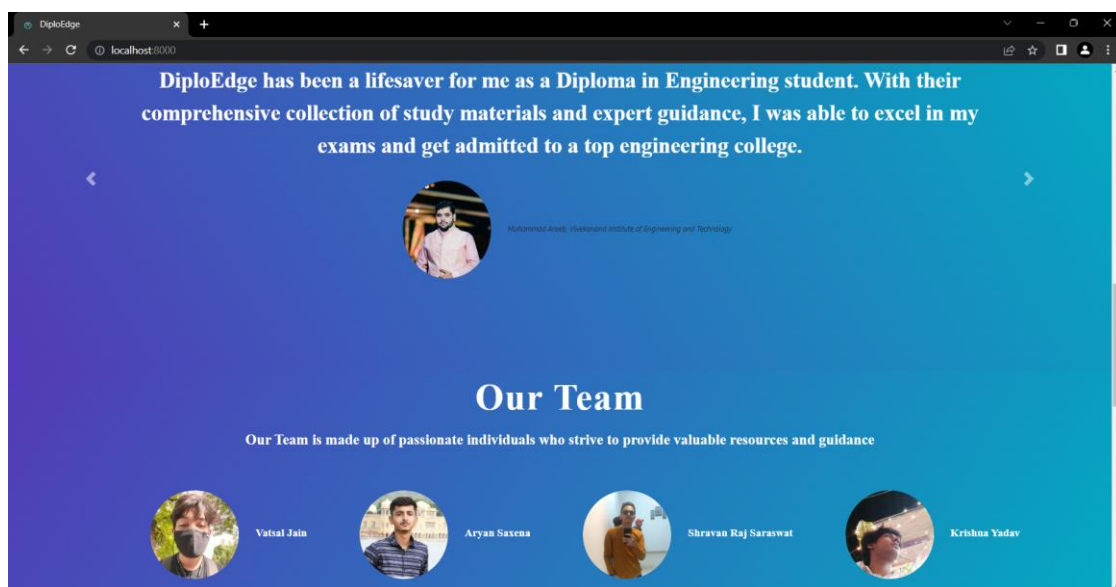 DiploEdge
localhost:8000
DiploEdge has been a lifesaver for me as a Diploma in Engineering student. With their
comprehensive collection of study materials and expert guidance, I was able to excel in my
exams and get admitted to a top engineering college.
Muhammad Areeb, Vivekanand Institute of Engineering and Technology
Our Team
Our Team is made up of passionate individuals who strive to provide valuable resources and guidance
Vatsal Jain
Aryan Saxena
Shravan Raj Saraswat
Krishna Yadav